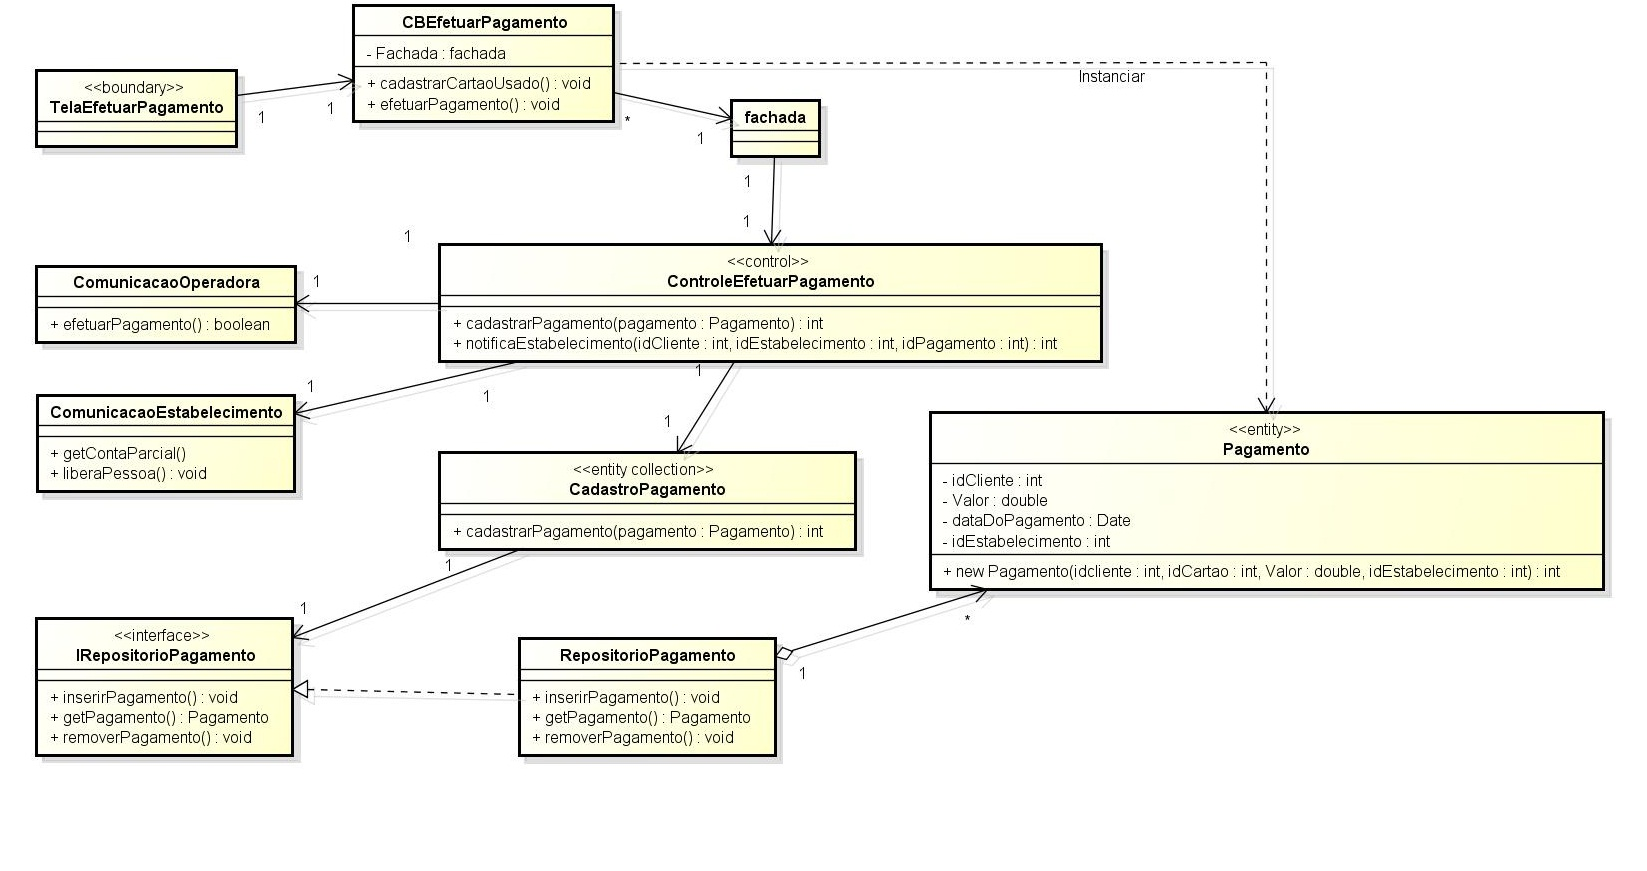 CBEfetuarPagamento
- Fachada : fachada
+ cadastrarCartaoUsado() : void
+ efetuarPagamento() : void
<<boundary>>
TelaEfetuarPagamento
1
1
*
1
Instanciar
fachada
1
1
<<control>>
ControleEfetuarPagamento
+ cadastrarPagamento(pagamento : Pagamento) : int
+ notificaEstabelecimento(idCliente : int, idEstabelecimento : int, idPagamento : int) : int
1
1
ComunicacaoOperadora
+ efetuarPagamento() : boolean
1
1
ComunicacaoEstabelecimento
+ getContaParcial()
+ liberaPessoa() : void
1
1
<<entity collection>>
CadastroPagamento
+ cadastrarPagamento(pagamento : Pagamento) : int
<<entity>>
Pagamento
- idCliente : int
- Valor : double
- dataDoPagamento : Date
- idEstabelecimento : int
+ new Pagamento(idcliente : int, idCartao : int, Valor : double, idEstabelecimento : int) : int
1
1
<<interface>>
IRepositorioPagamento
+ inserirPagamento() : void
+ getPagamento() : Pagamento
+ removerPagamento() : void
RepositorioPagamento
+ inserirPagamento() : void
+ getPagamento() : Pagamento
+ removerPagamento() : void
1
*